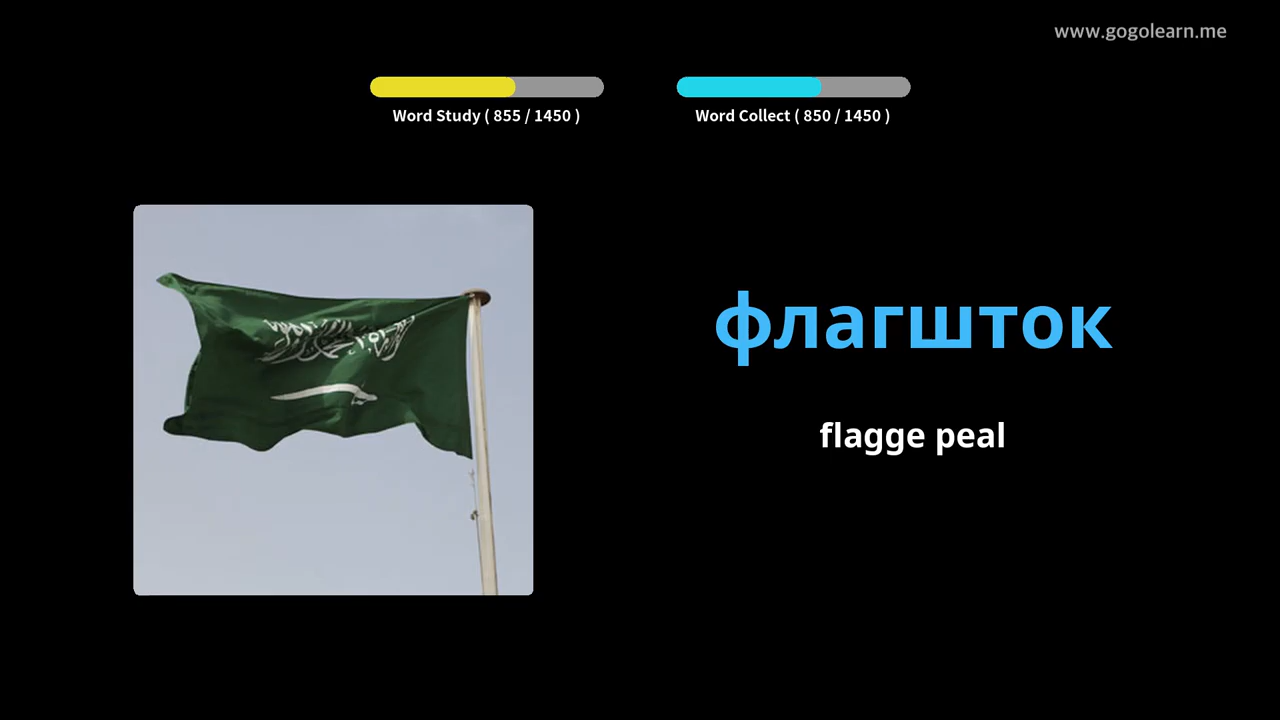 www.gogolearn.me
Word Study ( 855 / 1450 )
Word Collect ( 850 / 1450 )
флагшток
flagge peal